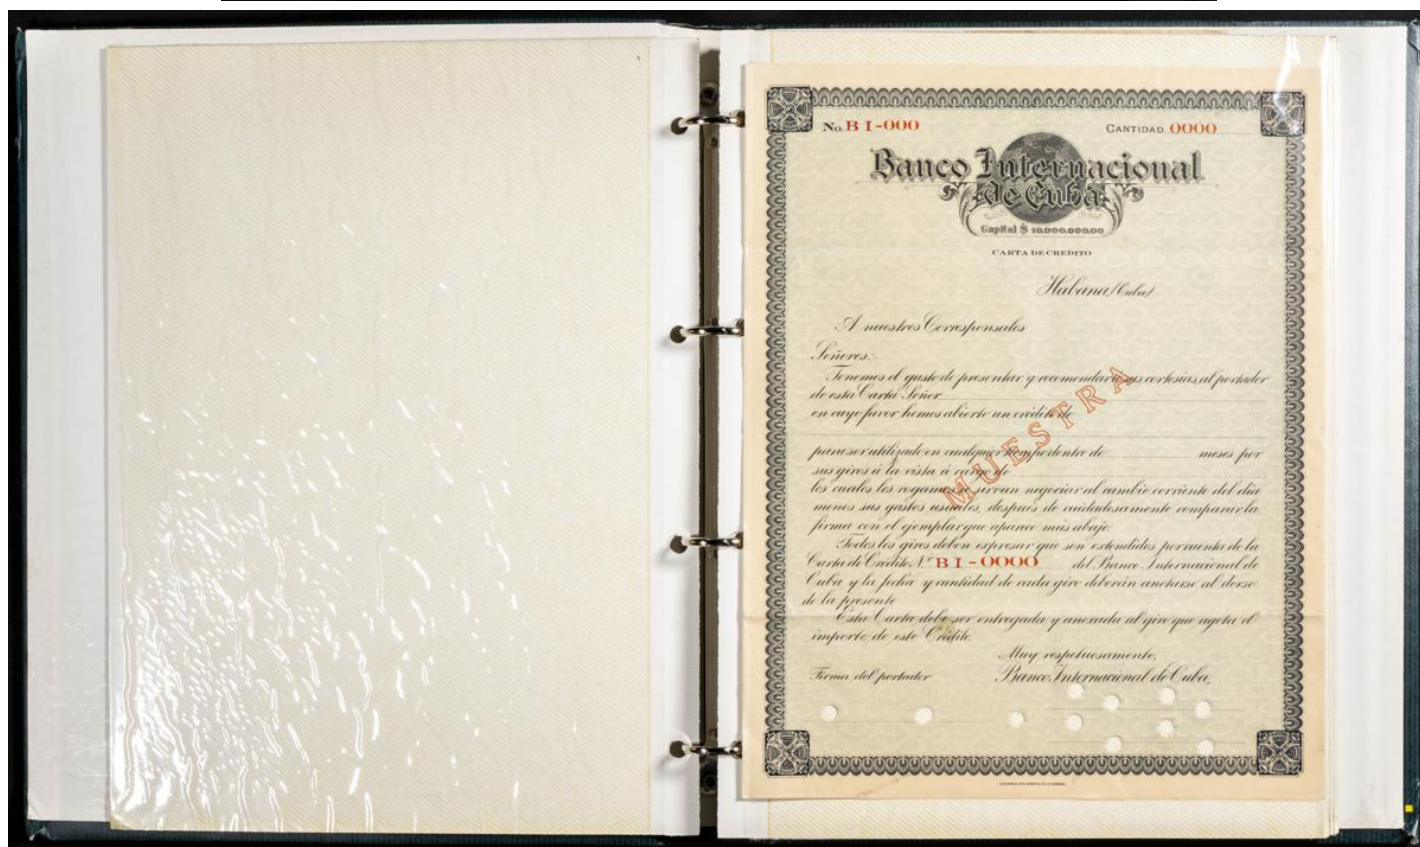 No. B I-000 CANTIDAD 0000
Banco Internacional
de Cuba
Capital $ 10.000.000.00
CARTA DE CREDITO
Habana (Cuba)
A nuestros Corresponsales
Señores:-
Tenemos el gusto de presentar y recomendar a sus cortesias, al portador
de esta Carta Señor
en cuyo favor hemos abierto un crédito de
para ser utilizado en cualquier tiempo dentro de meses por
sus giros á la vista á cargo de
los cuales les rogamos se sirvan negociar al cambio corriente del día
menos sus gastos usuales, después de cuidadosamente comparar la
firma con el ejemplar que aparece más abajo.
Todos los giros deben expresar que son extendidos por cuenta de la
Carta de Crédito N.º B I - 0000 del Banco Internacional de
Cuba y la fecha y cantidad de cada giro deberán anotarse al dorso
de la presente
Esta Carta debe ser entregada y anexada al giro que agota el
importe de este Crédito.
Muy respetuosamente,
Firma del portador Banco Internacional de Cuba,
MUESTRA